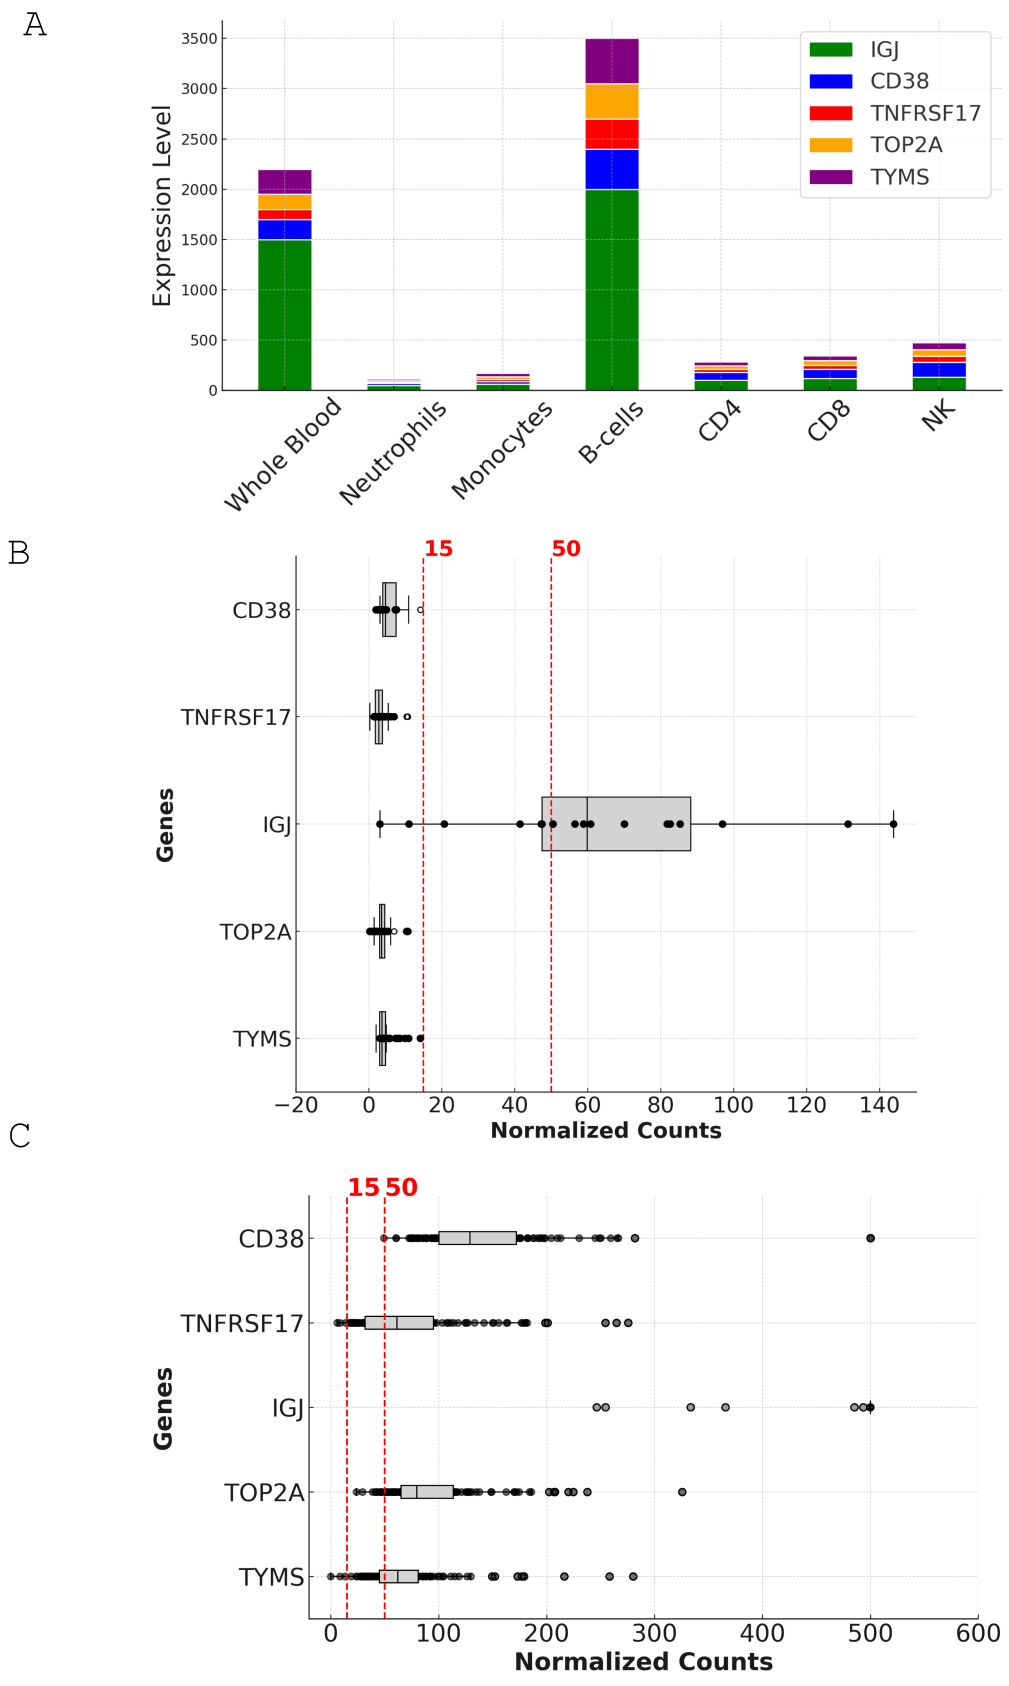 A
3500
3000
2500
2000
1500
1000
500
0
Expression Level
IGJ
CD38
TNFRSF17
TOP2A
TYMS
Whole Blood
Neutrophils
Monocytes
B-cells
CD4
CD8
NK
B
15
50
CD38
TNFRSF17
IGJ
TOP2A
TYMS
Genes
−20 0 20 40 60 80 100 120 140
Normalized Counts
C
15 50
CD38
TNFRSF17
IGJ
TOP2A
TYMS
Genes
0 100 200 300 400 500 600
Normalized Counts